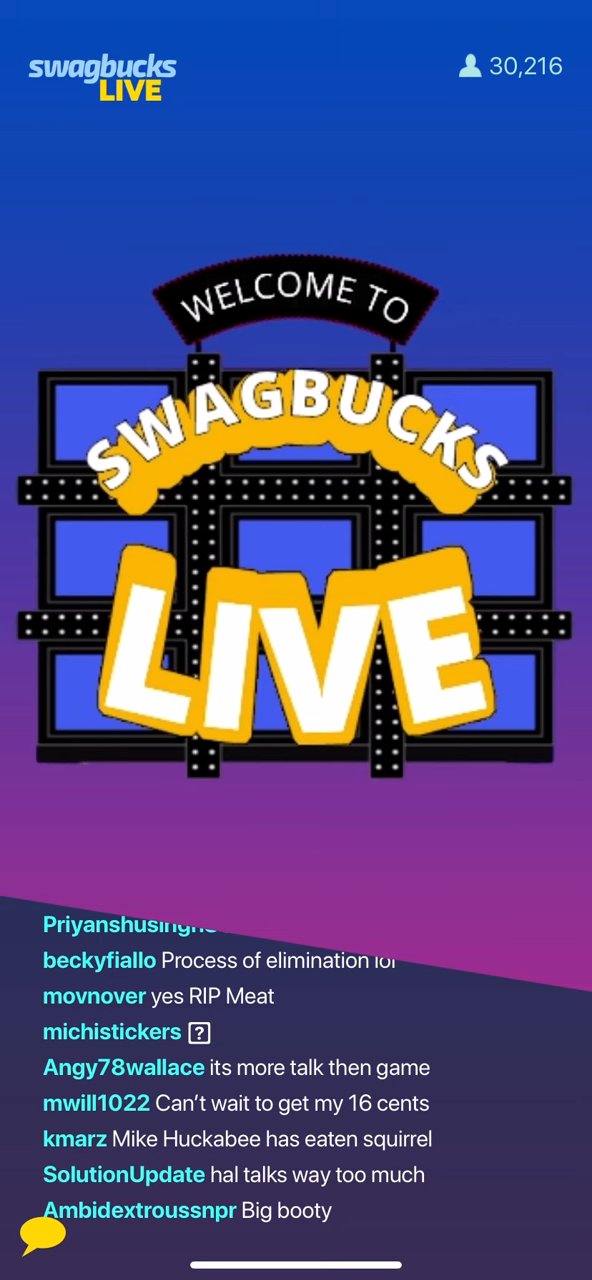 swagbucks
LIVE
30,216
WELCOME TO
SWAGBUCKS
LIVE
beckyfiallo Process of elimination lol
movnover yes RIP Meat
michistickers
Angy78wallace its more talk then game
mwill1022 Can't wait to get my 16 cents
kmarz Mike Huckabee has eaten squirrel
SolutionUpdate hal talks way too much
Ambidextroussnpr Big booty